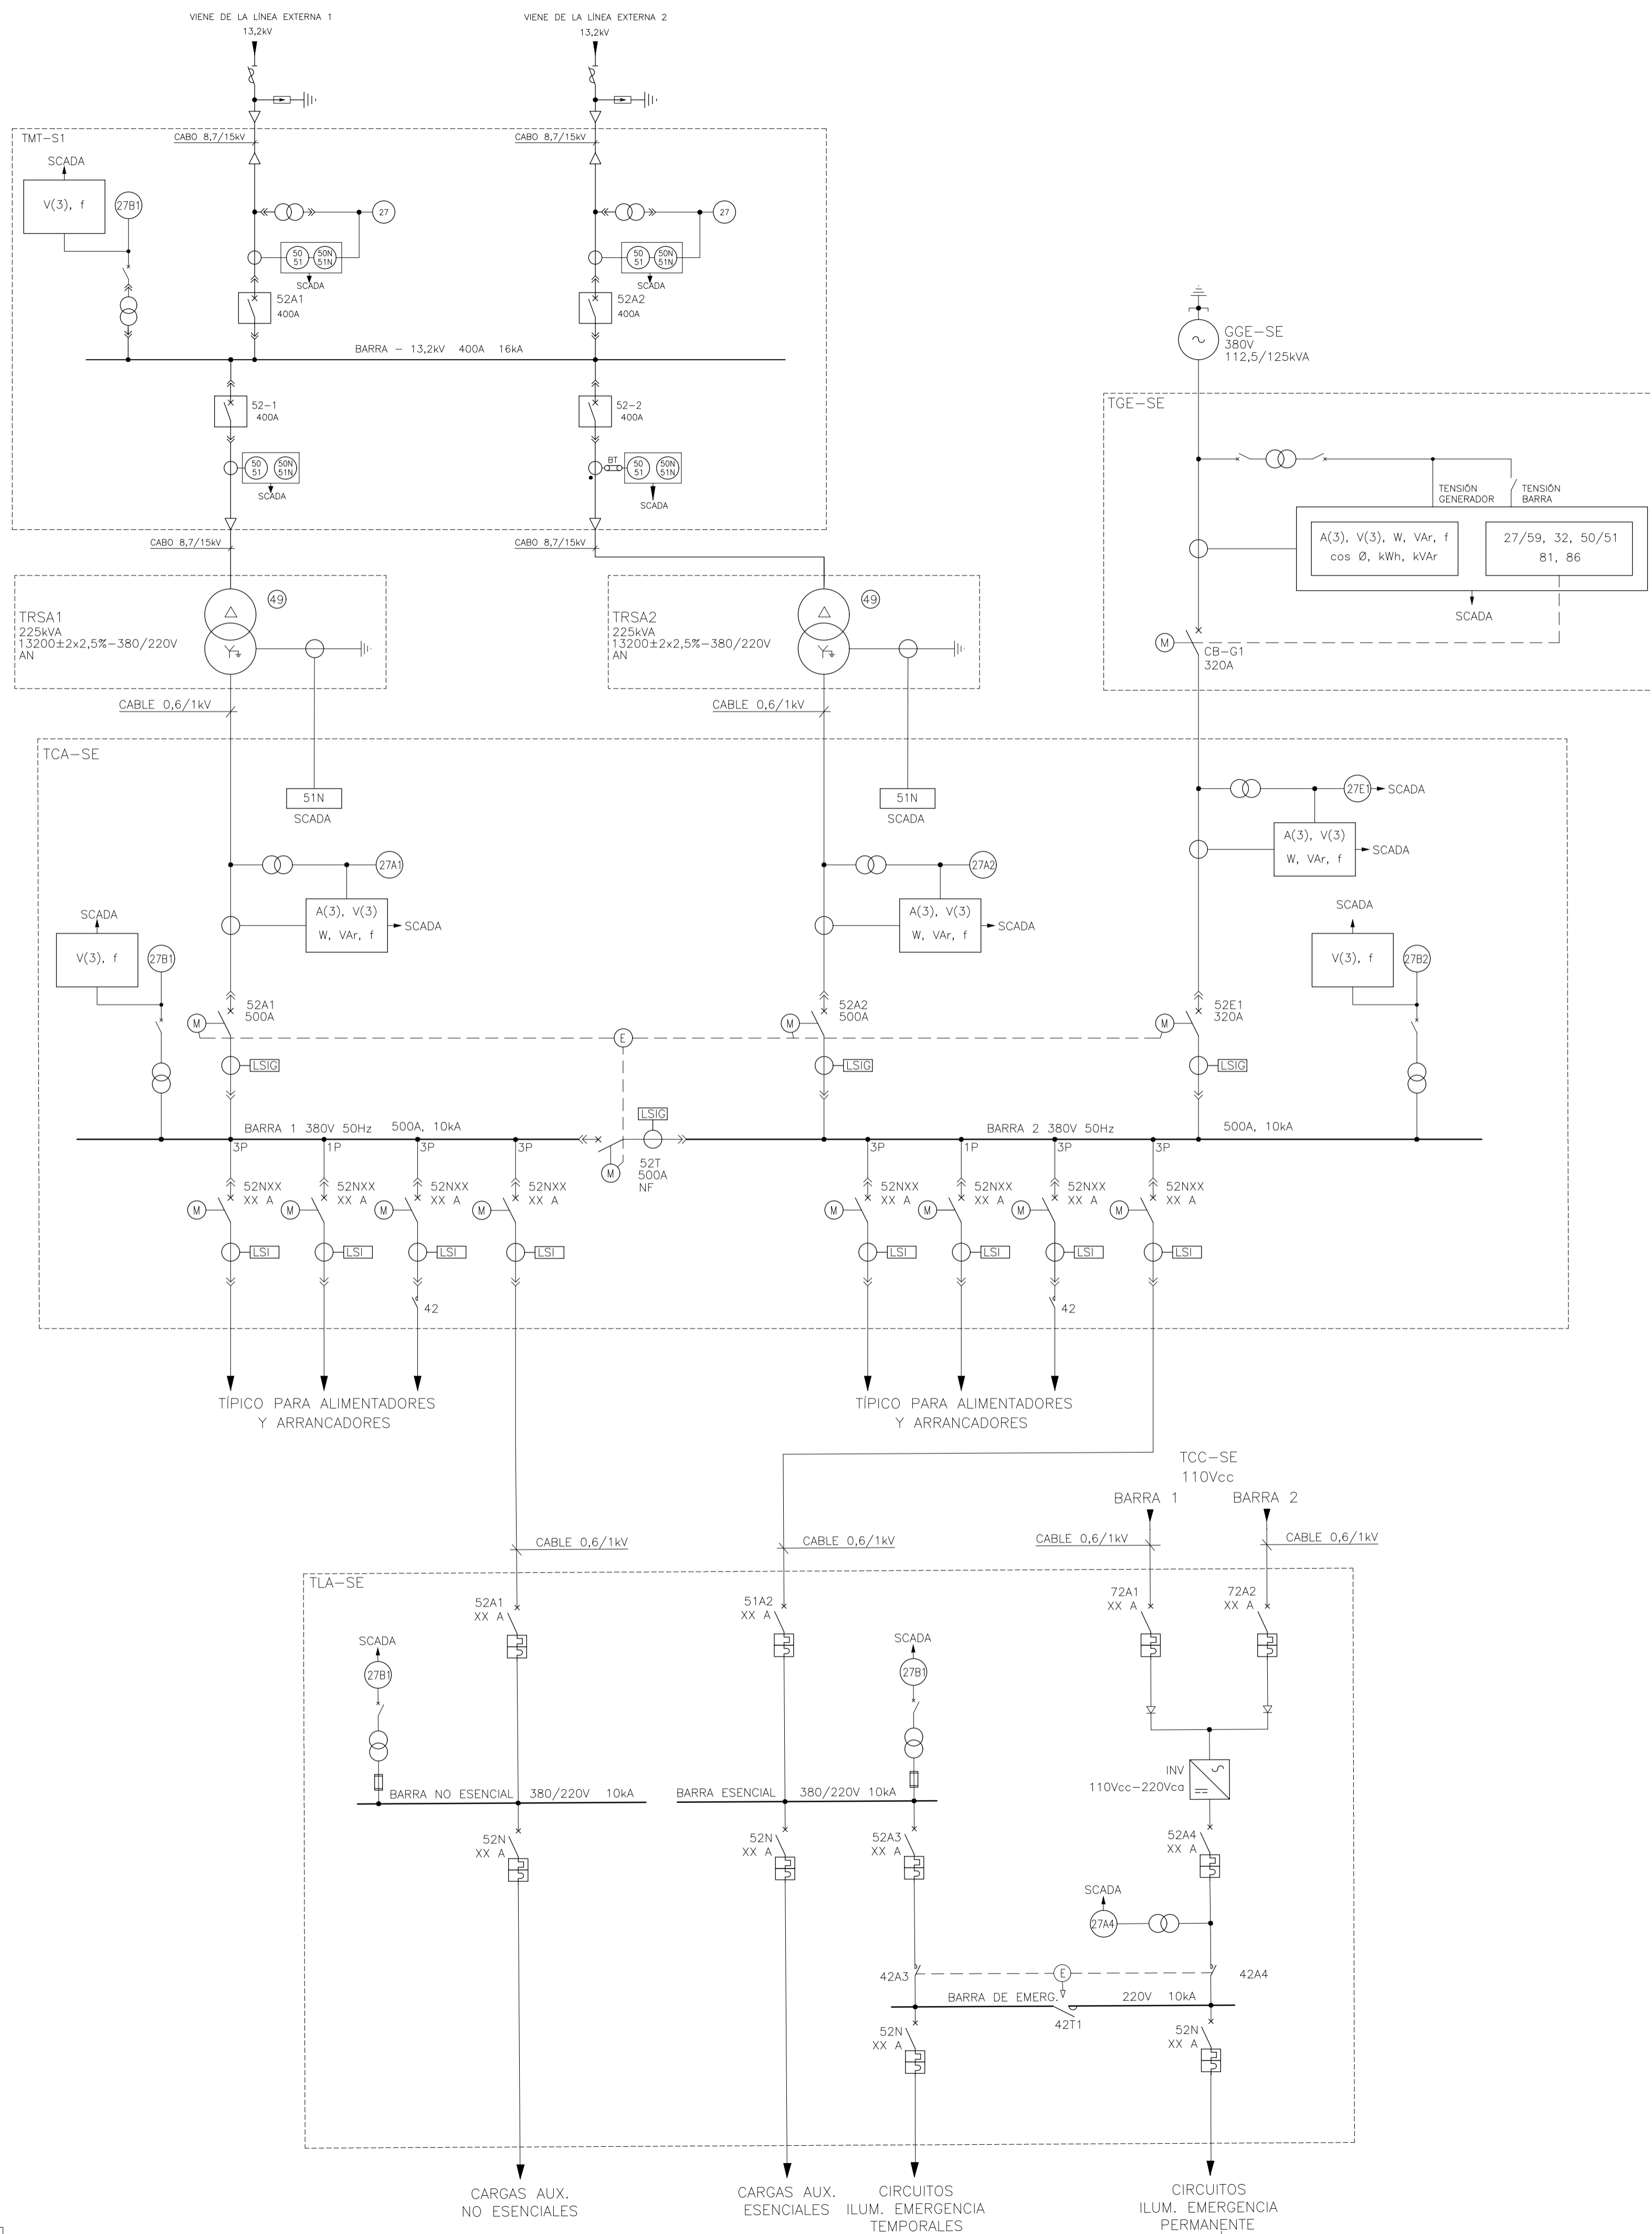 VIENE DE LA LÍNEA EXTERNA 1
13,2kV
VIENE DE LA LÍNEA EXTERNA 2
13,2kV
TMT-S1
CABO 8,7/15kV
CABO 8,7/15kV
SCADA
V(3), f
27B1
27
27
50
51
50N
51N
SCADA
50
51
50N
51N
SCADA
52A1
400A
52A2
400A
BARRA - 13,2kV 400A 16kA
52-1
400A
52-2
400A
50
51
50N
51N
SCADA
BT
50
51
50N
51N
SCADA
CABO 8,7/15kV
CABO 8,7/15kV
GGE-SE
380V
112,5/125kVA
TGE-SE
TENSIÓN
GENERADOR
TENSIÓN
BARRA
A(3), V(3), W, VAr, f
cos Ø, kWh, kVAr
27/59, 32, 50/51
81, 86
SCADA
M
CB-G1
320A
TRSA1
225kVA
13200±2x2,5%-380/220V
AN
49
TRSA2
225kVA
13200±2x2,5%-380/220V
AN
49
CABLE 0,6/1kV
CABLE 0,6/1kV
TCA-SE
51N
SCADA
51N
SCADA
27E1
SCADA
A(3), V(3)
W, VAr, f
SCADA
27A1
A(3), V(3)
W, VAr, f
SCADA
27A2
A(3), V(3)
W, VAr, f
SCADA
SCADA
V(3), f
27B1
SCADA
V(3), f
27B2
M
52A1
500A
M
52A2
500A
M
52E1
320A
E
LSIG
LSIG
LSIG
BARRA 1 380V 50Hz 500A, 10kA
LSIG
M
52T
500A
NF
BARRA 2 380V 50Hz 500A, 10kA
3P
1P
3P
3P
3P
1P
3P
3P
52NXX
XX A
52NXX
XX A
52NXX
XX A
52NXX
XX A
52NXX
XX A
52NXX
XX A
52NXX
XX A
52NXX
XX A
M
M
M
M
M
M
M
M
LSI
LSI
LSI
LSI
LSI
LSI
LSI
LSI
42
42
TÍPICO PARA ALIMENTADORES
Y ARRANCADORES
TÍPICO PARA ALIMENTADORES
Y ARRANCADORES
TCC-SE
110Vcc
BARRA 1
BARRA 2
CABLE 0,6/1kV
CABLE 0,6/1kV
CABLE 0,6/1kV
CABLE 0,6/1kV
TLA-SE
52A1
XX A
51A2
XX A
72A1
XX A
72A2
XX A
SCADA
27B1
SCADA
27B1
INV
110Vcc-220Vca
BARRA NO ESENCIAL 380/220V 10kA
BARRA ESENCIAL 380/220V 10kA
52N
XX A
52N
XX A
52A3
XX A
52A4
XX A
SCADA
27A4
42A3
E
42A4
BARRA DE EMERG. 220V 10kA
42T1
52N
XX A
52N
XX A
CARGAS AUX.
NO ESENCIALES
CARGAS AUX.
ESENCIALES
CIRCUITOS
ILUM. EMERGENCIA
TEMPORALES
CIRCUITOS
ILUM. EMERGENCIA
PERMANENTE